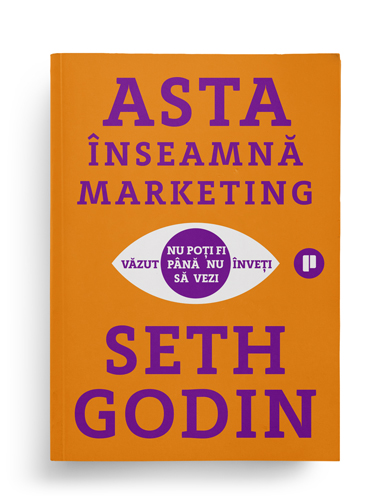 ASTA
ÎNSEAMNĂ
MARKETING
NU POȚI FI
VĂZUT PÂNĂ NU ÎNVEȚI
SĂ VEZI
SETH
GODIN